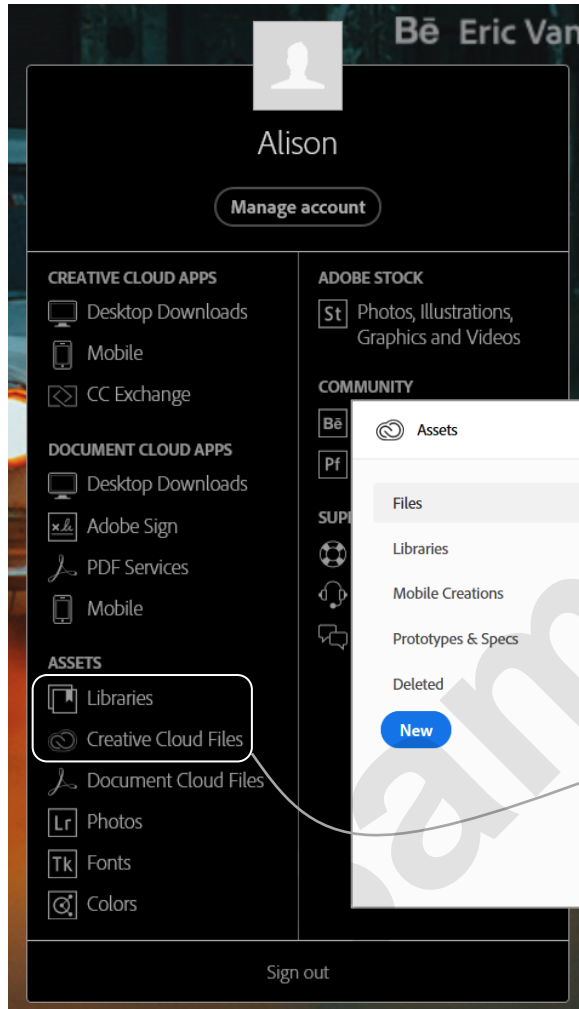 Bē Eric Van
Alison
Manage account
CREATIVE CLOUD APPS
Desktop Downloads
Mobile
CC Exchange
DOCUMENT CLOUD APPS
Desktop Downloads
Adobe Sign
PDF Services
Mobile
ASSETS
Libraries
Creative Cloud Files
Document Cloud Files
Lr Photos
Tk Fonts
Colors
ADOBE STOCK
St Photos, Illustrations,
Graphics and Videos
COMMUNITY
Bē
Pf
SUP
Assets
Files
Libraries
Mobile Creations
Prototypes & Specs
Deleted
New
Sign out